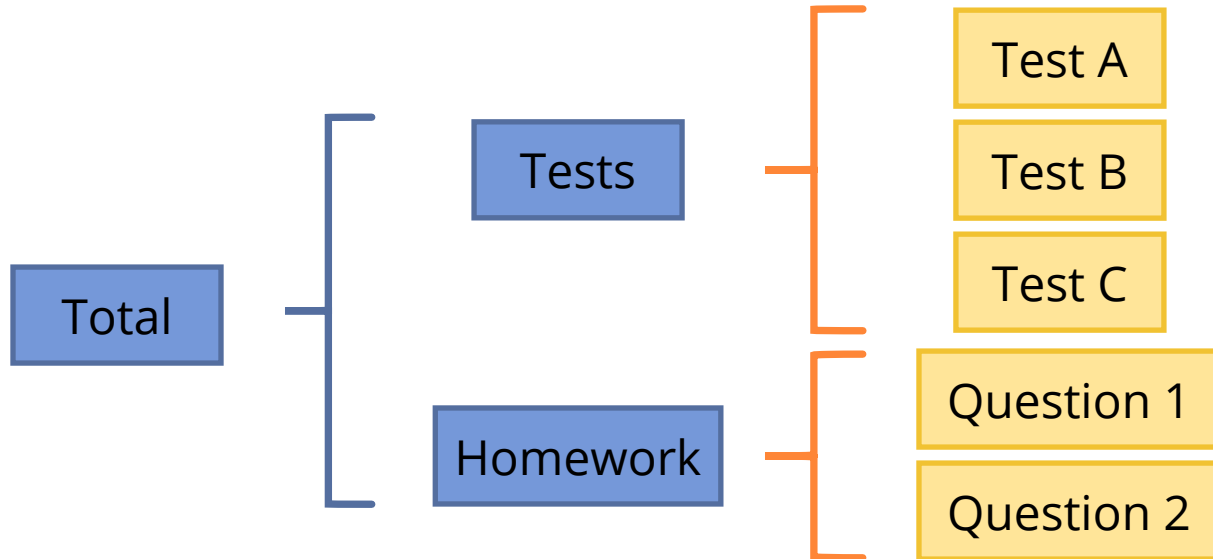 Total
Tests
Homework
Test A
Test B
Test C
Question 1
Question 2